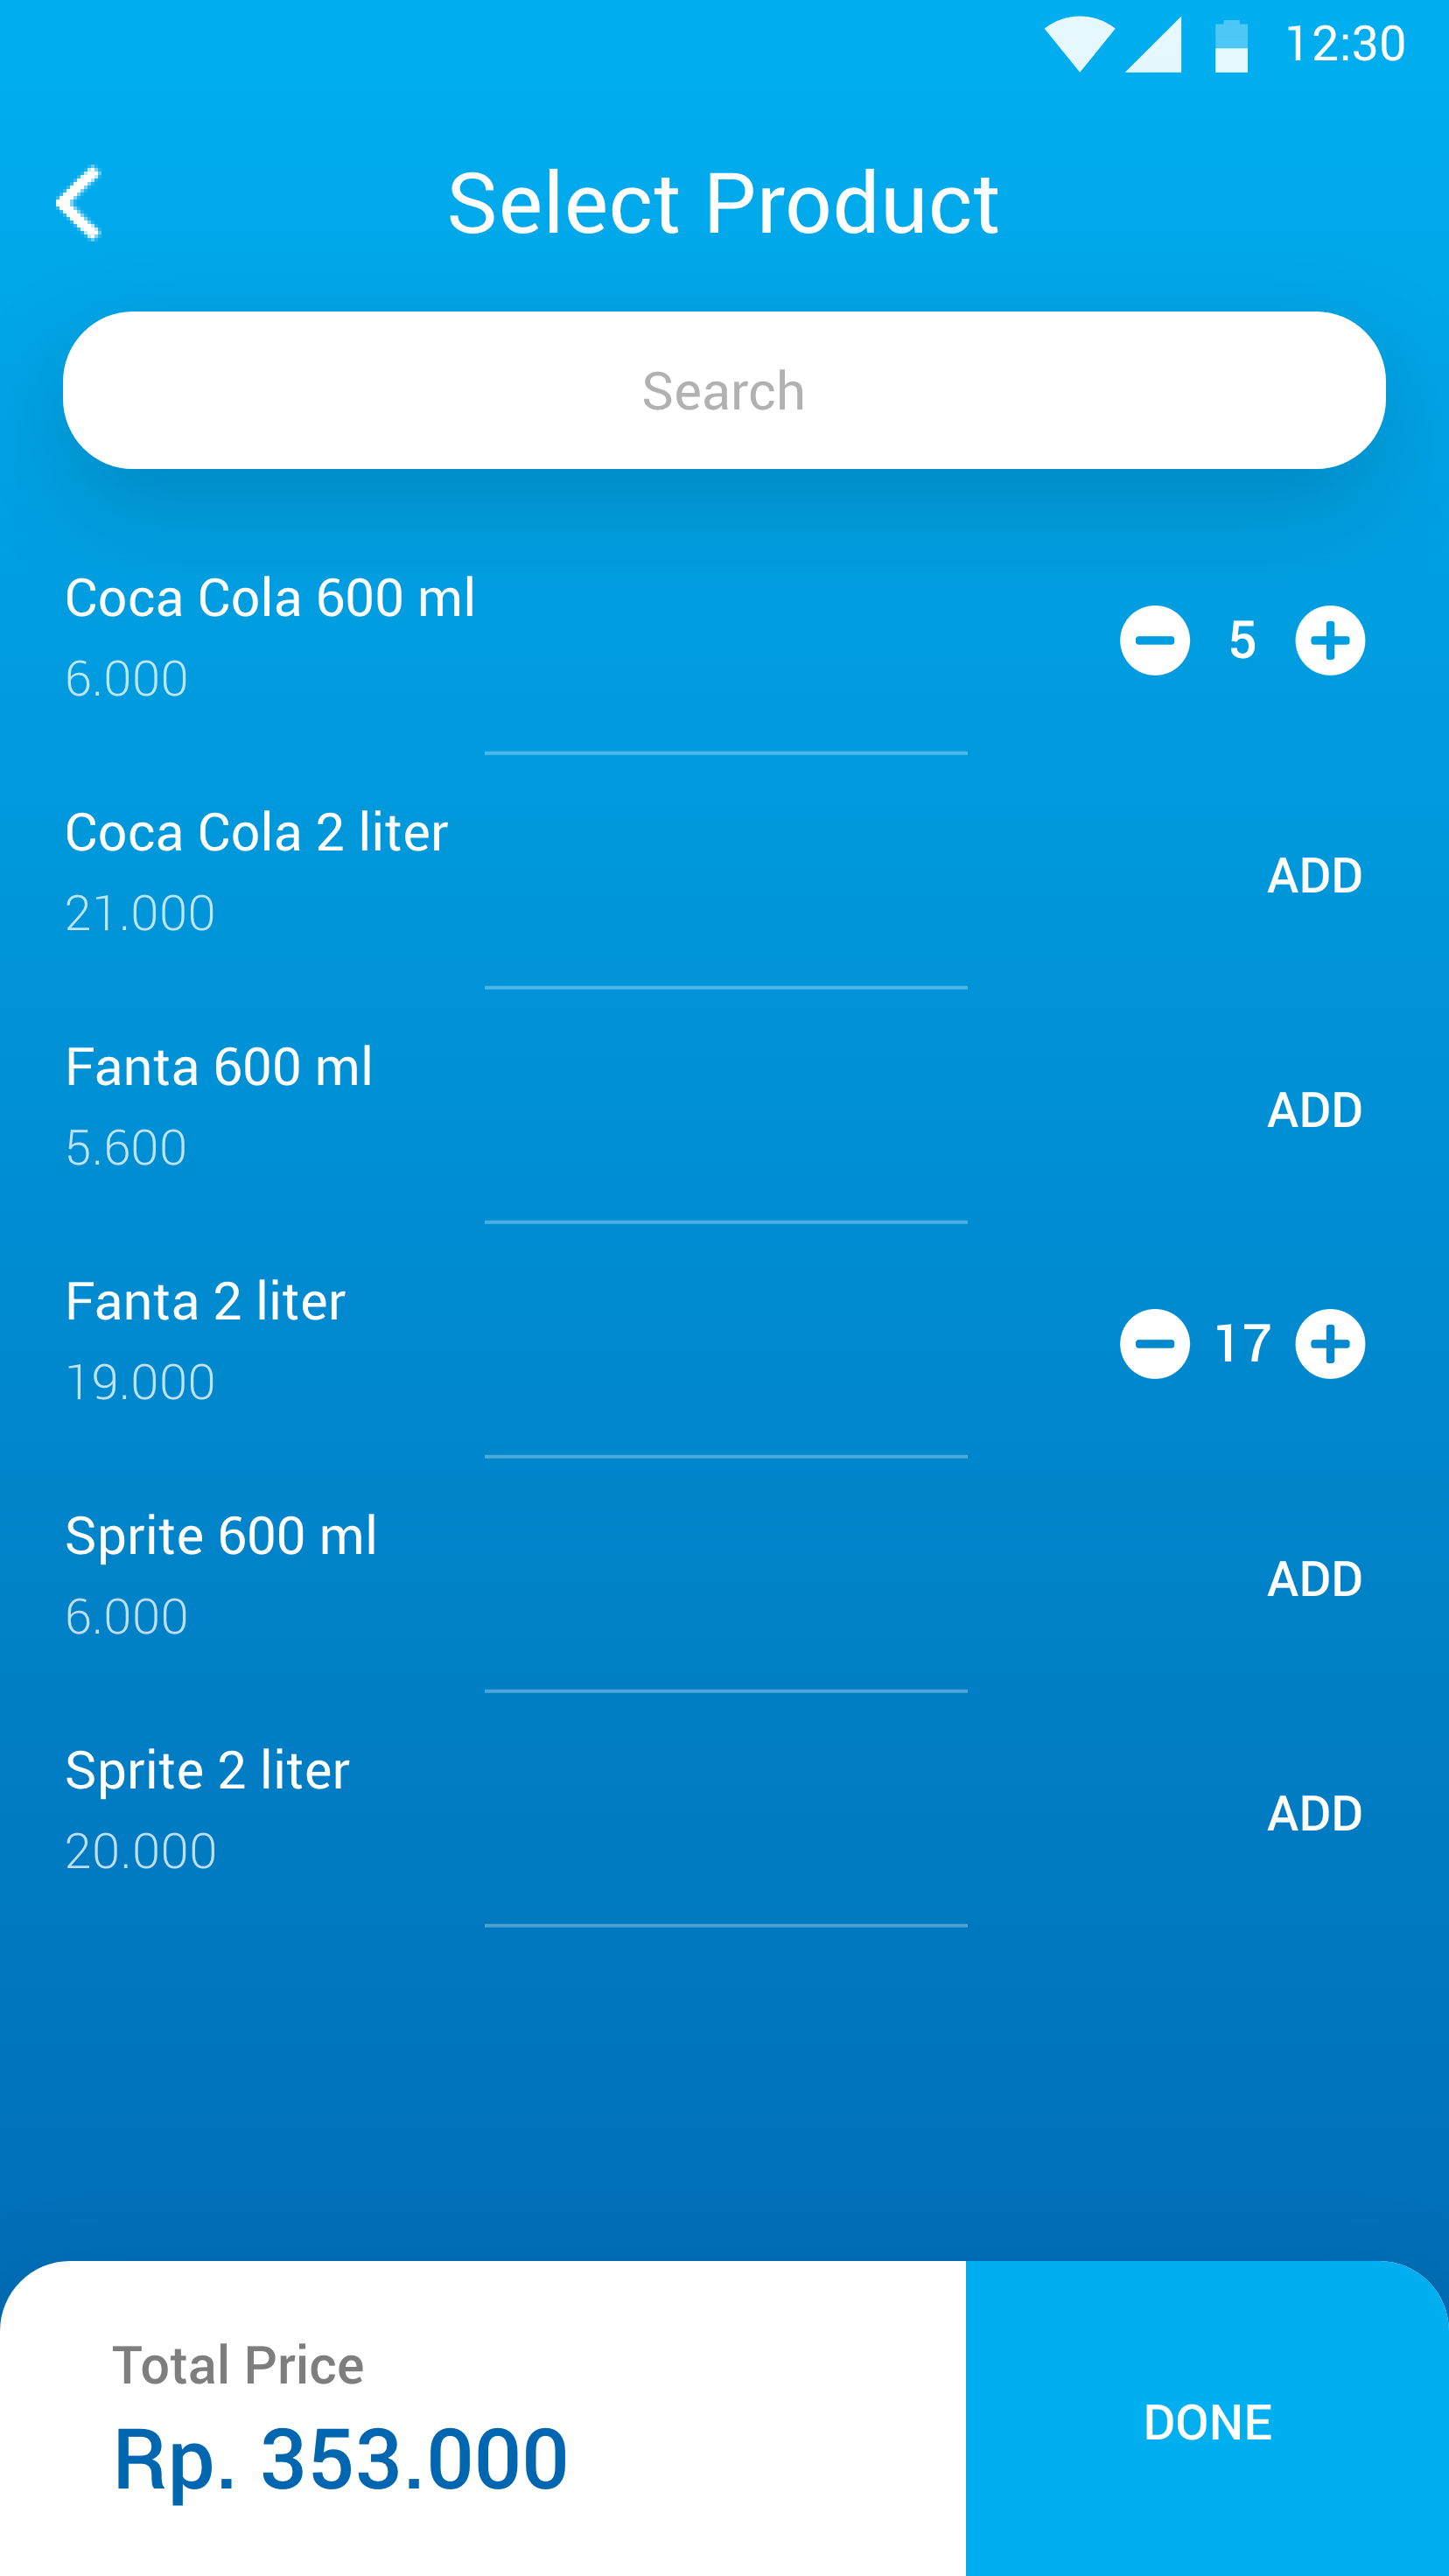 12:30
Select Product
Search
Coca Cola 600 ml
6.000
5
Coca Cola 2 liter
21.000
ADD
Fanta 600 ml
5.600
ADD
Fanta 2 liter
19.000
17
Sprite 600 ml
6.000
ADD
Sprite 2 liter
20.000
ADD
Total Price
Rp. 353.000
DONE